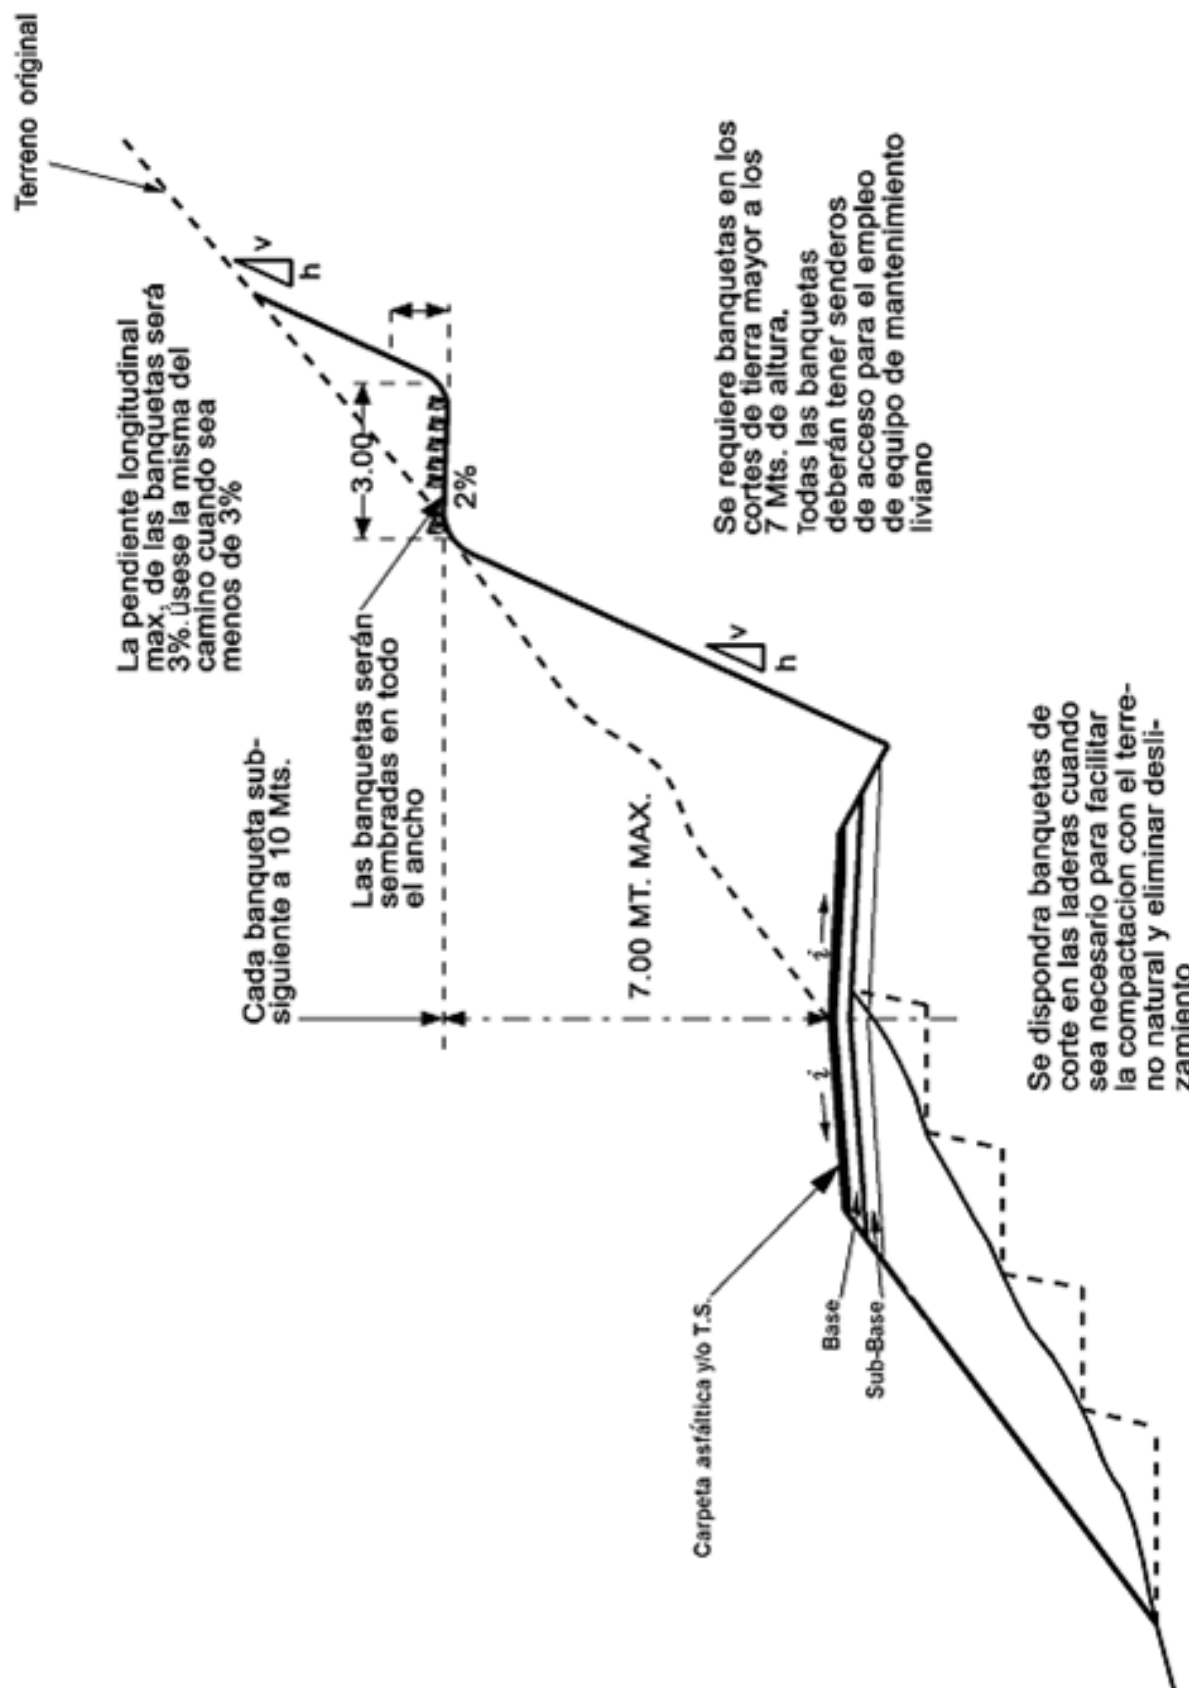 Terreno original
La pendiente longitudinal
max. de las banquetas será
3%. úsese la misma del
camino cuando sea
menos de 3%
v
h
Cada banqueta sub-
siguiente a 10 Mts.
3.00
2%
Las banquetas serán
sembradas en todo
el ancho
7.00 MT. MAX.
v
h
Se requiere banquetas en los
cortes de tierra mayor a los
7 Mts. de altura.
Todas las banquetas
deberán tener senderos
de acceso para el empleo
de equipo de mantenimiento
liviano
i
i
Carpeta asfáltica y/o T.S.
Base
Sub-Base
Se dispondra banquetas de
corte en las laderas cuando
sea necesario para facilitar
la compactacion con el terre-
no natural y eliminar desli-
zamiento